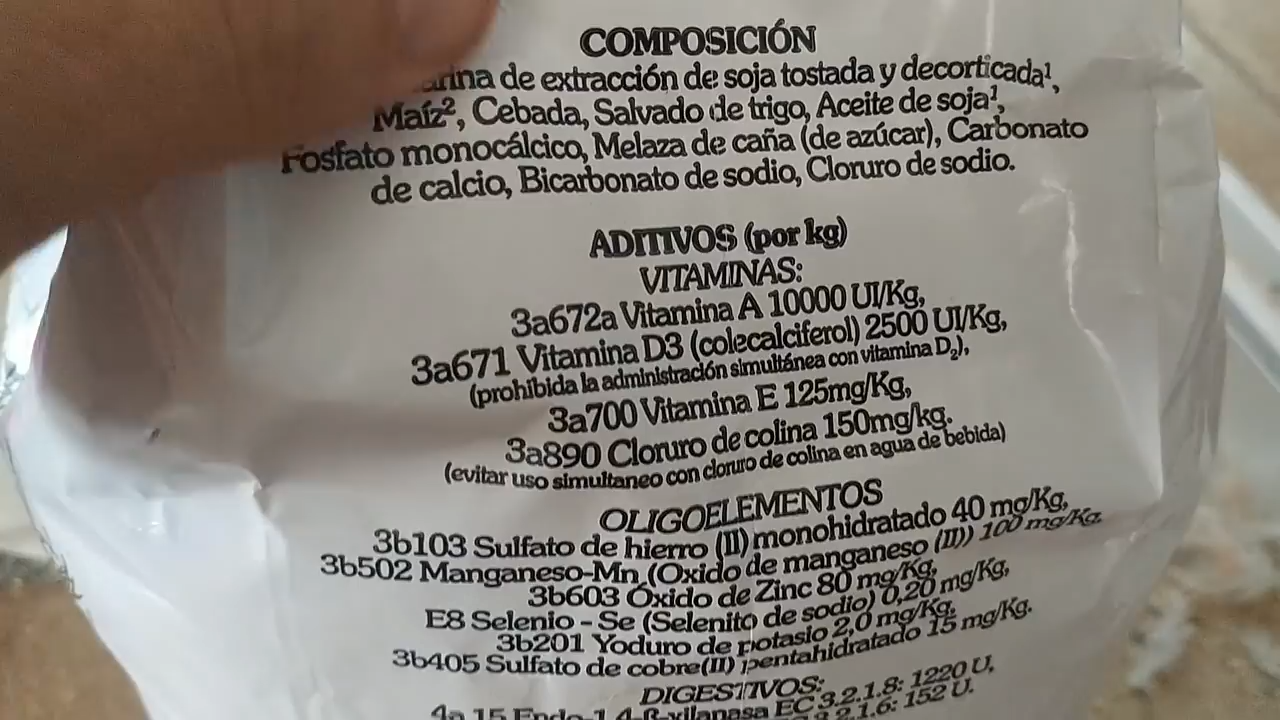 COMPOSICIÓN
de extracción de soja tostada y decorticada¹,
Maíz², Cebada, Salvado de trigo, Aceite de soja¹,
Fosfato monocálcico, Melaza de caña (de azúcar), Carbonato
de calcio, Bicarbonato de sodio, Cloruro de sodio.
ADITIVOS (por kg)
VITAMINAS:
3a672a Vitamina A 10000 UI/Kg,
3a671 Vitamina D3 (colecalciferol) 2500 UI/Kg,
(prohibida la administración simultánea con vitamina D₂),
3a700 Vitamina E 125mg/Kg,
3a890 Cloruro de colina 150mg/kg.
(evitar uso simultaneo con cloruro de colina en agua de bebida)
OLIGOELEMENTOS
3b103 Sulfato de hierro (II) monohidratado 40 mg/Kg,
3b502 Manganeso-Mn (Oxido de manganeso (II)) 100 mg/Kg.
3b603 Óxido de Zinc 80 mg/Kg,
E8 Selenio - Se (Selenito de sodio) 0,20 mg/Kg,
3b201 Yoduro de potasio 2,0 mg/Kg,
3b405 Sulfato de cobre(II) pentahidratado 15 mg/Kg.
DIGESTIVOS:
4a 15 Endo-1,4-β-xilanasa EC 3.2.1.8: 1220 U,
3.2.1.6: 152 U.